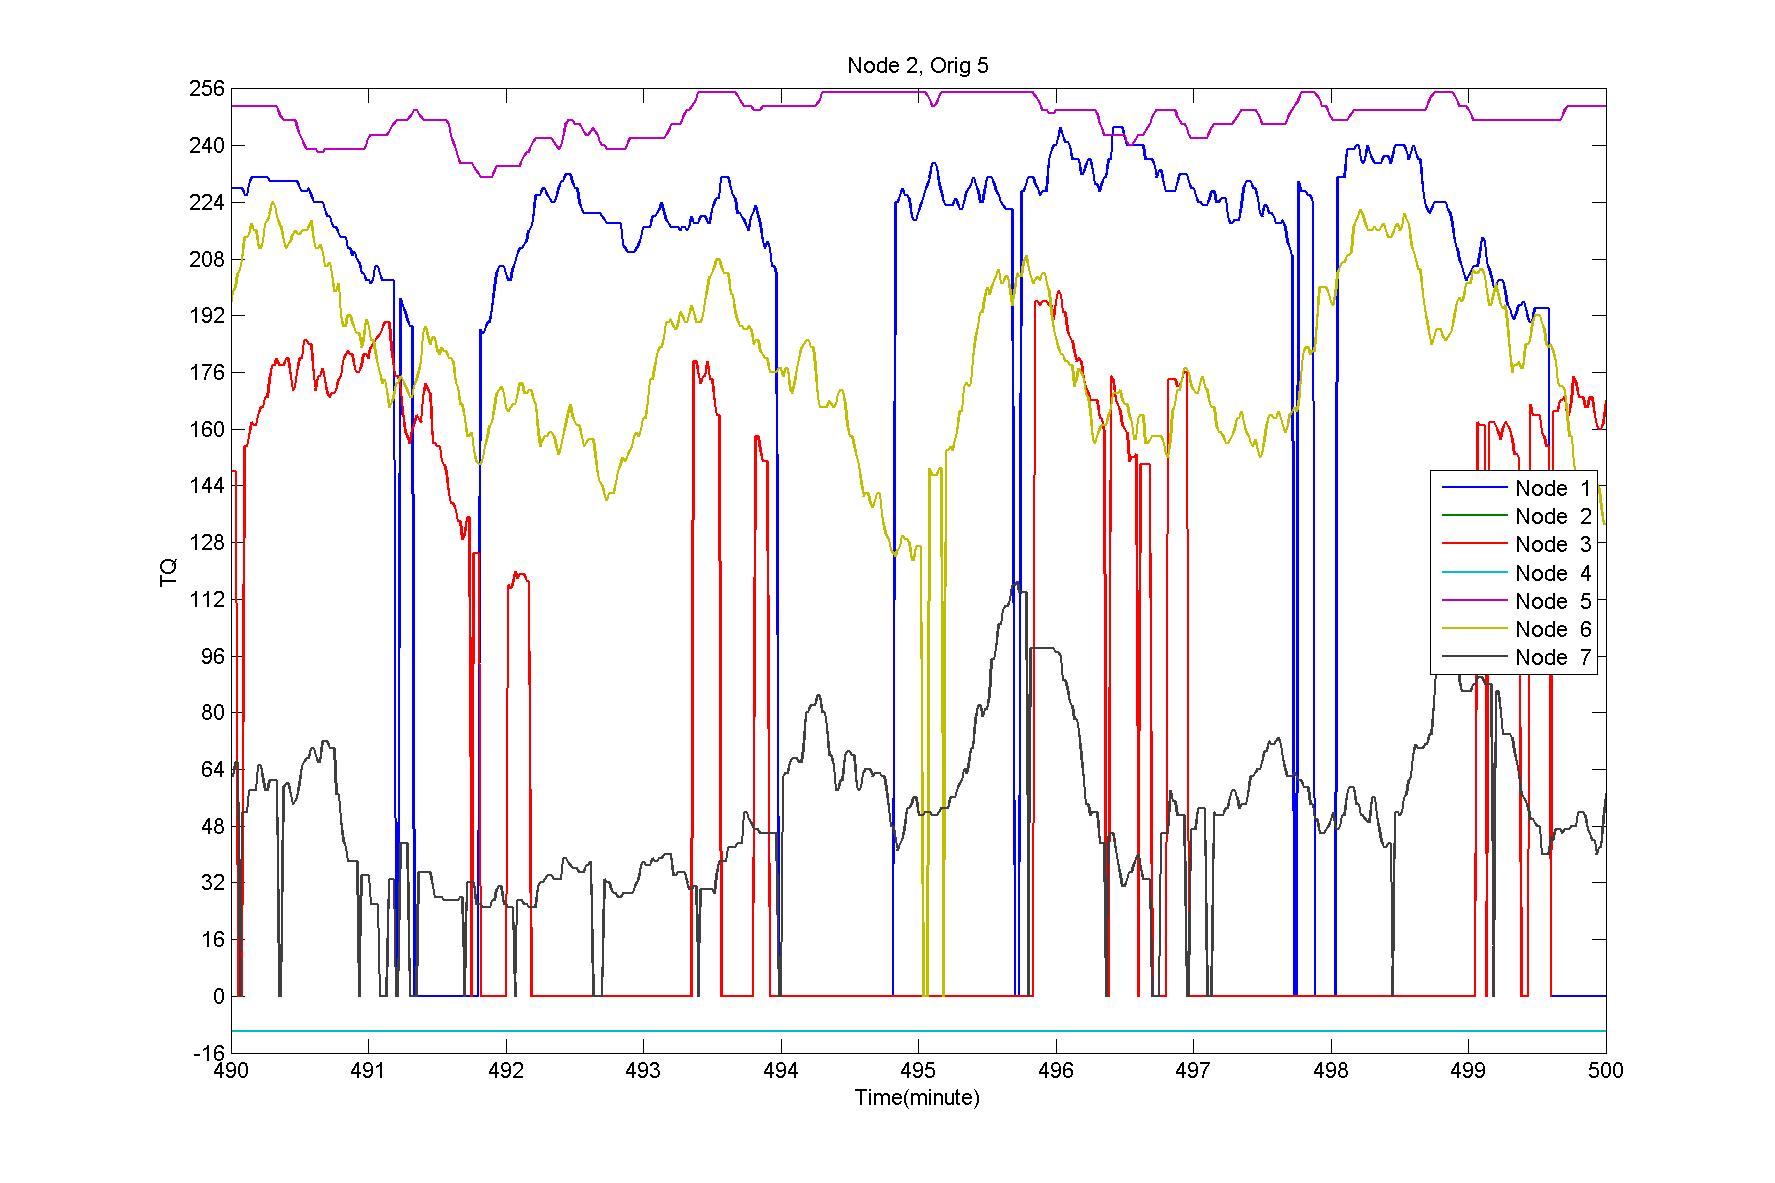 Node 2, Orig 5
256
240
224
208
192
176
160
144
128
112
96
80
64
48
32
16
0
-16
TQ
Node 1
Node 2
Node 3
Node 4
Node 5
Node 6
Node 7
490 491 492 493 494 495 496 497 498 499 500
Time(minute)